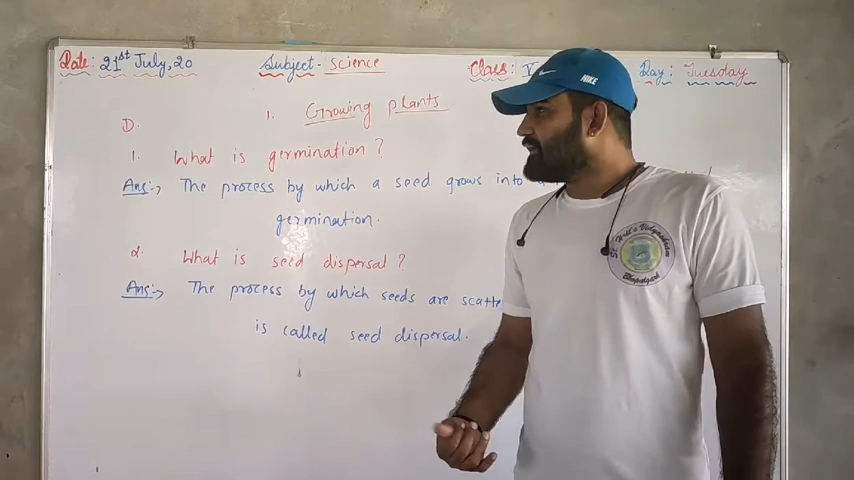 Date: 21st July, 20 Subject- science Class: V Day: Tuesday
1. Growing plants
D.
1. What is germination?
Ans:-> The process by which a seed grows into a
germination.
2. What is seed dispersal?
Ans:-> The process by which seeds are scatte
is called seed dispersal.
NIKE
Vidyashram
Bhopalgarh